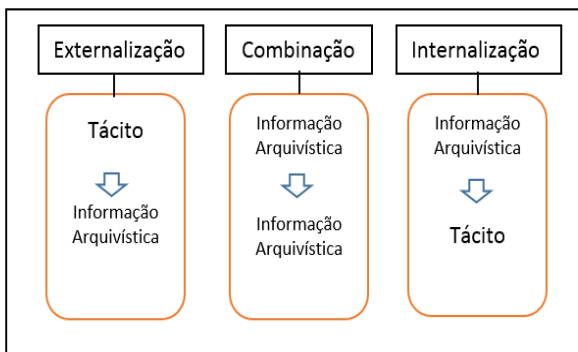 Externalização
Tácito
Informação
Arquivística
Combinação
Informação
Arquivística
Informação
Arquivística
Internalização
Informação
Arquivística
Tácito